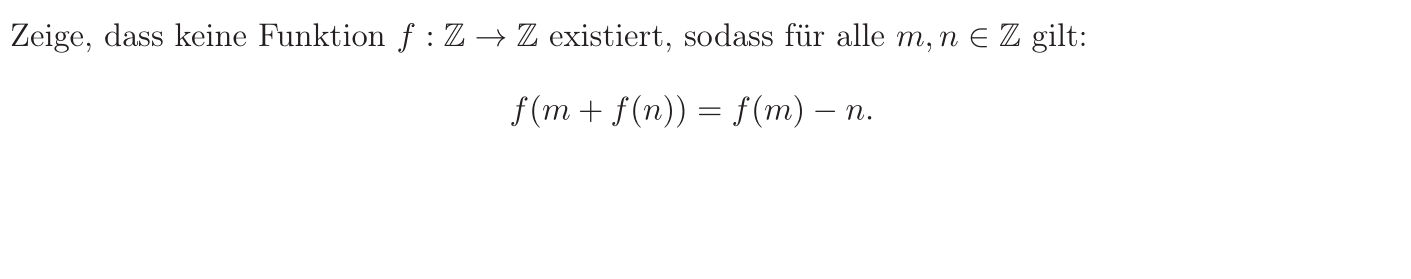 Zeige, dass keine Funktion f : ℤ → ℤ existiert, sodass für alle m, n ∈ ℤ gilt:
f(m + f(n)) = f(m) − n.